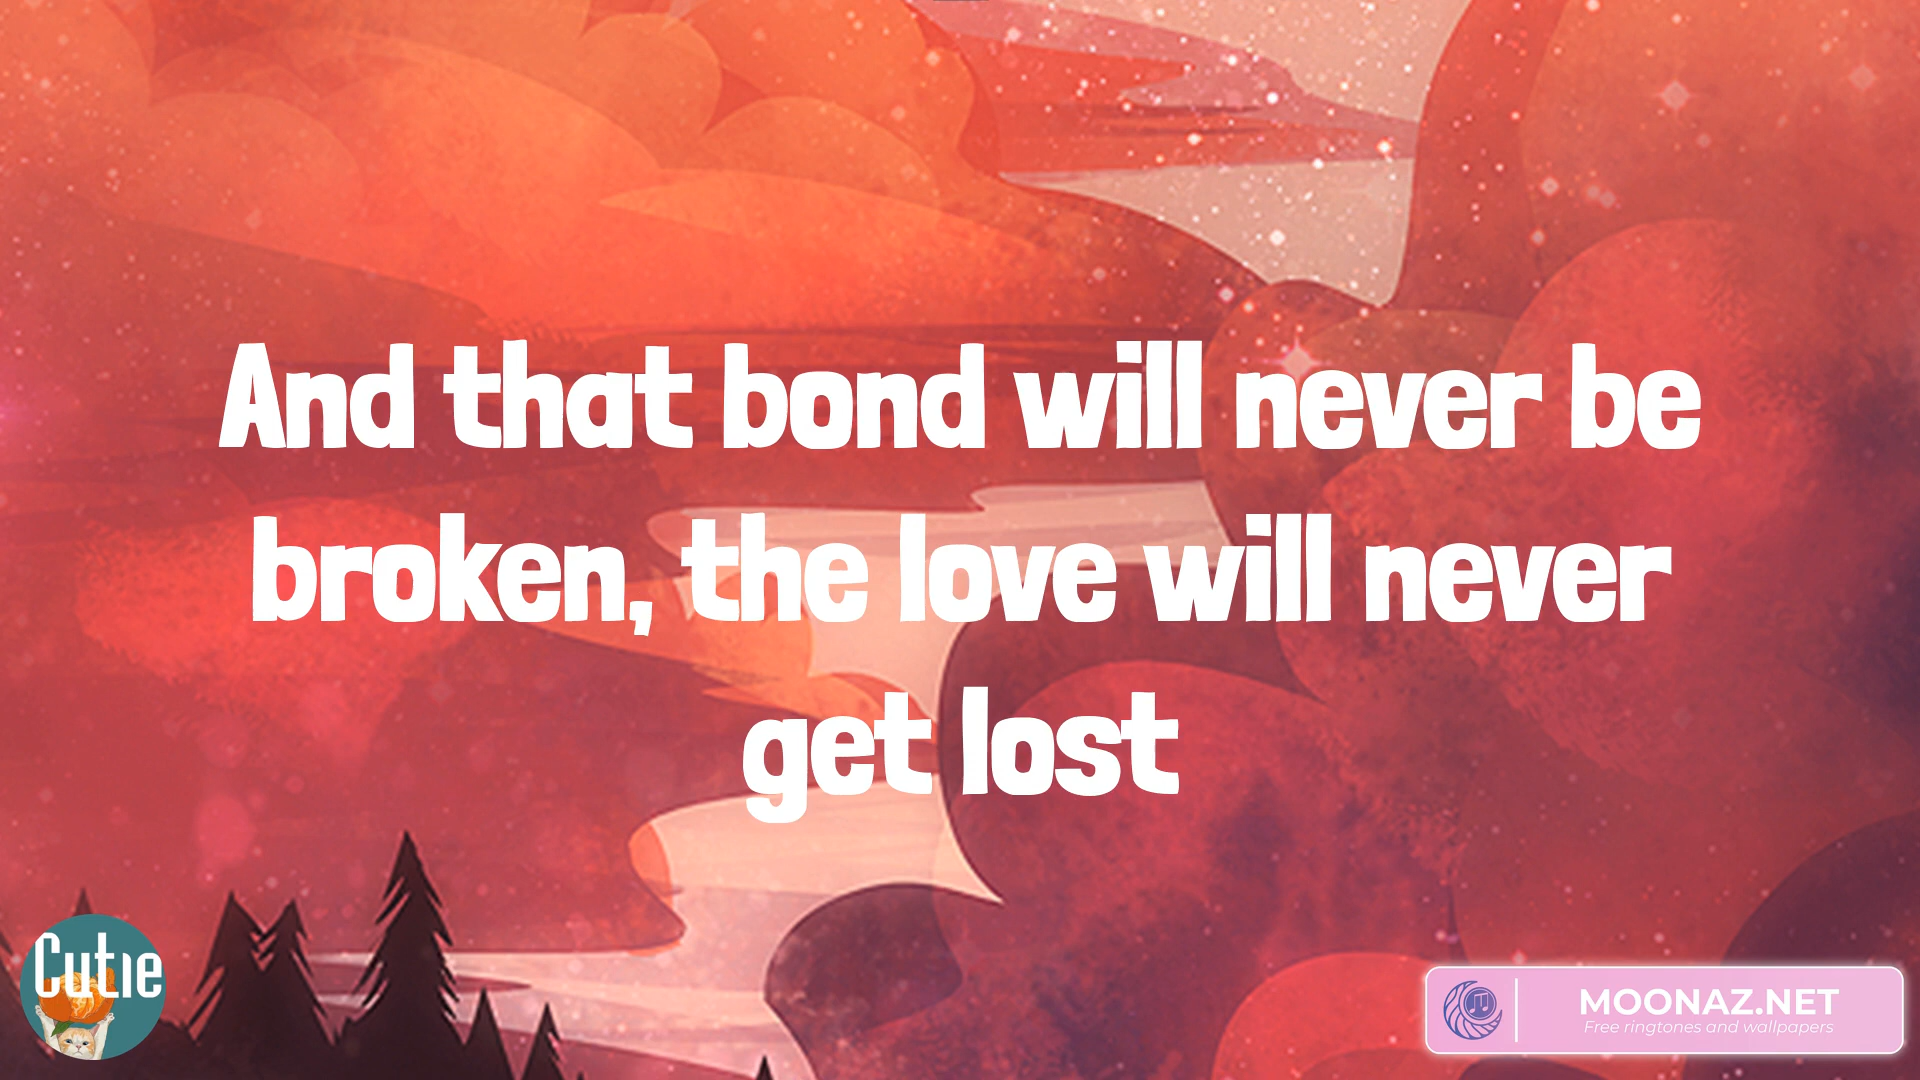 And that bond will never be
broken, the love will never
get lost
Cutie
MOONAZ.NET
Free ringtones and wallpapers